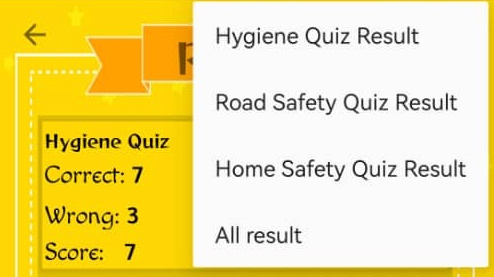 Hygiene Quiz Result
Road Safety Quiz Result
Home Safety Quiz Result
All result
Hygiene Quiz
Correct: 7
Wrong: 3
Score: 7